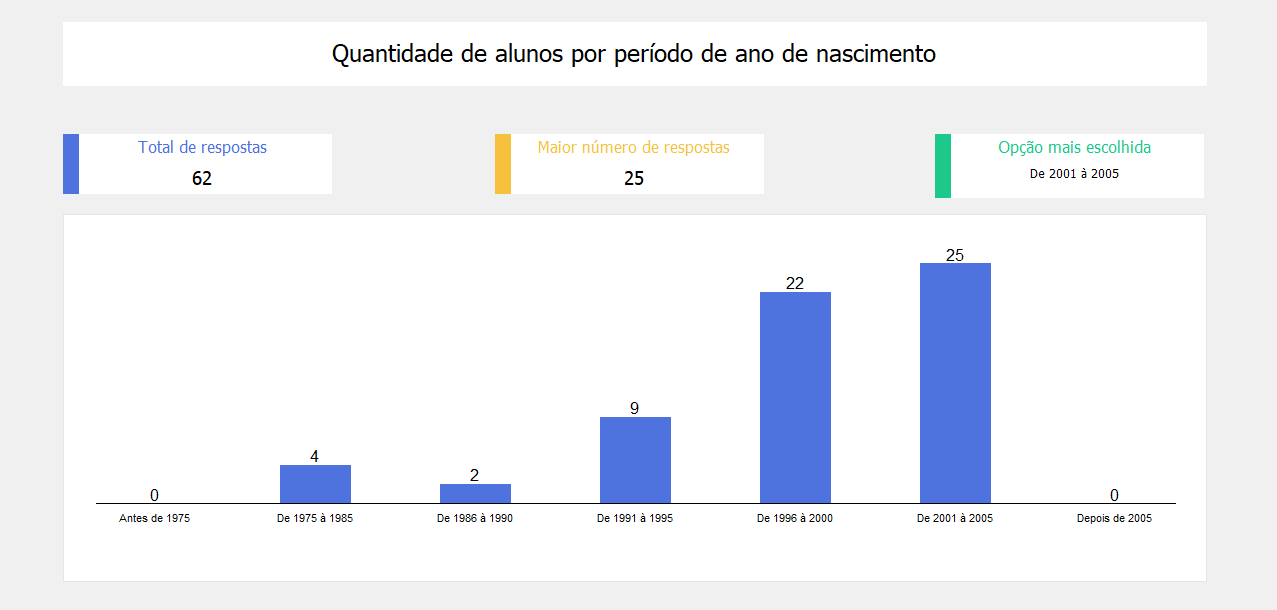 Quantidade de alunos por período de ano de nascimento
Total de respostas
62
Maior número de respostas
25
Opção mais escolhida
De 2001 à 2005
0
4
2
9
22
25
0
Antes de 1975
De 1975 à 1985
De 1986 à 1990
De 1991 à 1995
De 1996 à 2000
De 2001 à 2005
Depois de 2005